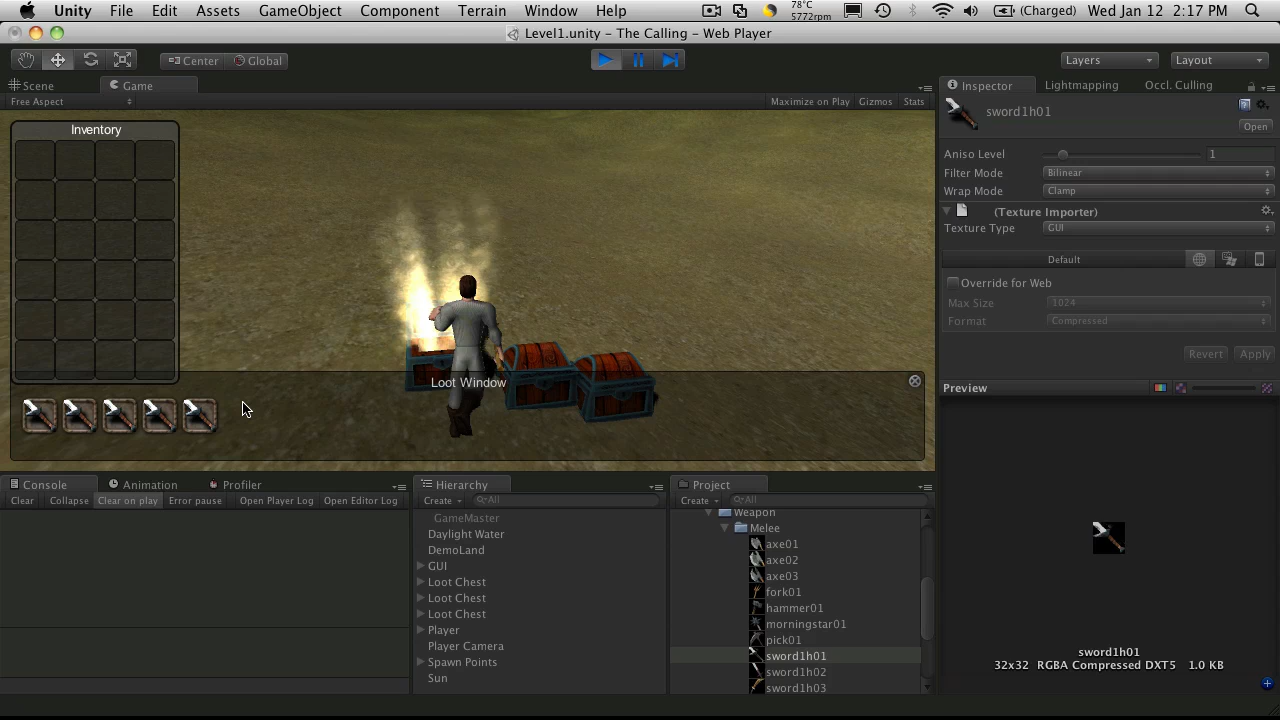 Unity File Edit Assets GameObject Component Terrain Window Help 78°C 5772rpm (Charged) Wed Jan 12 2:17 PM
Level1.unity - The Calling - Web Player
Center Global Layers Layout
Scene Game
Free Aspect Maximize on Play Gizmos Stats
Inventory
Loot Window
Inspector Lightmapping Occl. Culling
sword1h01
Open
Aniso Level 1
Filter Mode Bilinear
Wrap Mode Clamp
(Texture Importer)
Texture Type GUI
Default
Override for Web
Max Size 1024
Format Compressed
Revert Apply
Preview
sword1h01
32x32 RGBA Compressed DXT5 1.0 KB
Console Animation Profiler
Clear Collapse Clear on play Error pause Open Player Log Open Editor Log
Hierarchy
Create All
GameMaster
Daylight Water
DemoLand
GUI
Loot Chest
Loot Chest
Loot Chest
Player
Player Camera
Spawn Points
Sun
Project
Create All
Weapon
Melee
axe01
axe02
axe03
fork01
hammer01
morningstar01
pick01
sword1h01
sword1h02
sword1h03